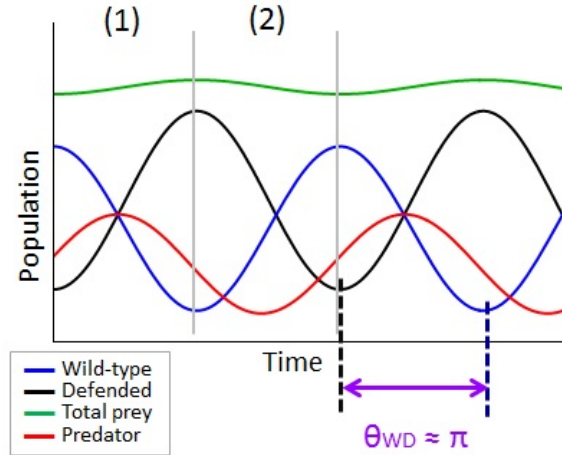 (1) (2)
Population
Time
Wild-type
Defended
Total prey
Predator
θWD ≈ π